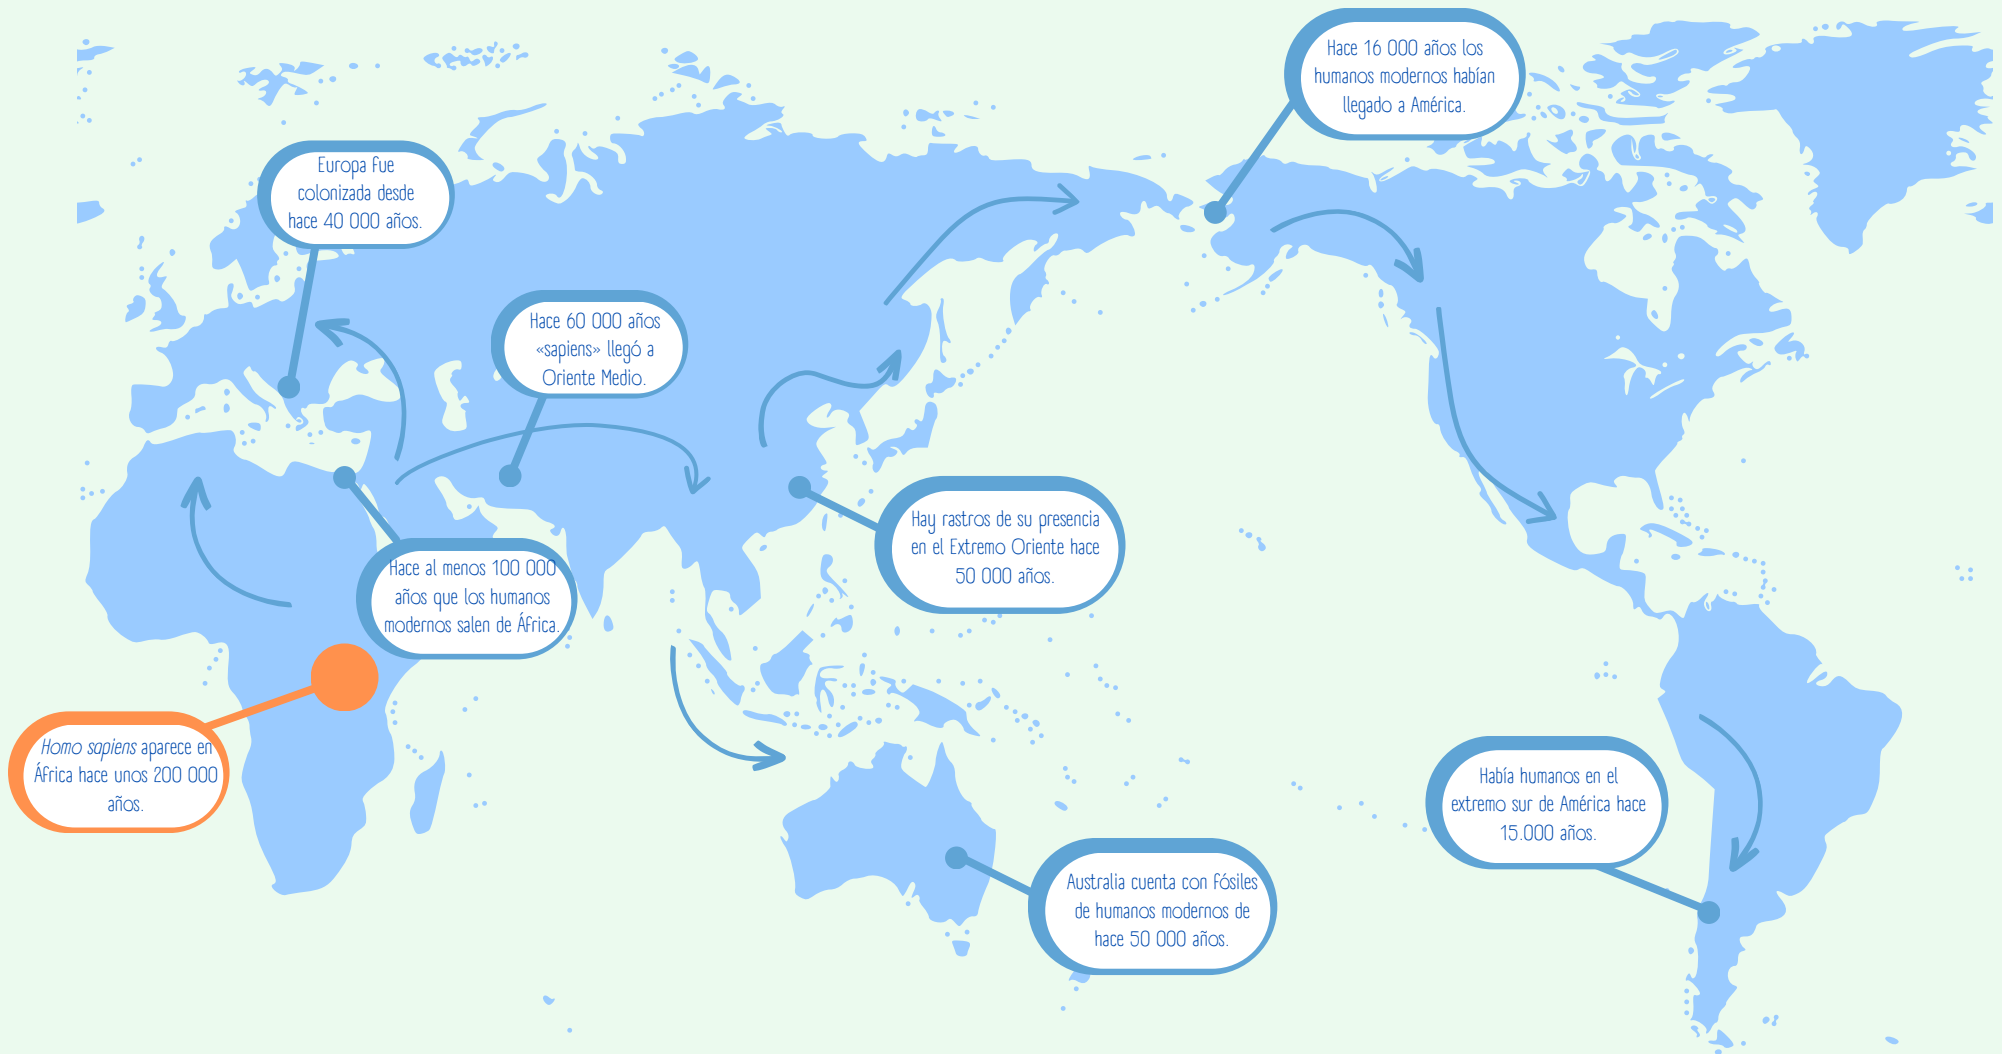 Hace 16 000 años los
humanos modernos habían
llegado a América.
Europa fue
colonizada desde
hace 40 000 años.
Hace 60 000 años
«sapiens» llegó a
Oriente Medio.
Hay rastros de su presencia
en el Extremo Oriente hace
50 000 años.
Hace al menos 100 000
años que los humanos
modernos salen de África.
Homo sapiens aparece en
África hace unos 200 000
años.
Había humanos en el
extremo sur de América hace
15.000 años.
Australia cuenta con fósiles
de humanos modernos de
hace 50 000 años.